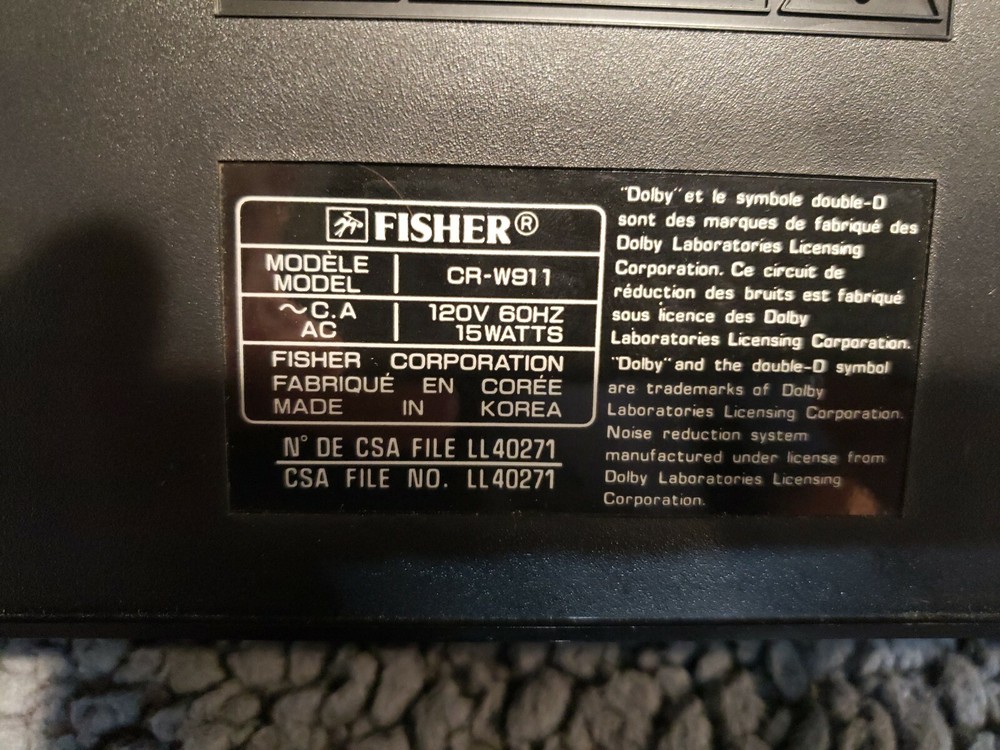 FISHER®
MODÈLE
MODEL
CR-W911
~C.A
AC
120V 60HZ
15WATTS
FISHER CORPORATION
FABRIQUÉ EN CORÉE
MADE IN KOREA
N° DE CSA FILE LL40271
CSA FILE NO. LL40271
"Dolby" et le symbole double-D
sont des marques de fabriqué des
Dolby Laboratories Licensing
Corporation. Ce circuit de
réduction des bruits est fabriqué
sous licence des Dolby
Laboratories Licensing Corporation.
"Dolby" and the double-D symbol
are trademarks of Dolby
Laboratories Licensing Corporation.
Noise reduction system
manufactured under license from
Dolby Laboratories Licensing
Corporation.